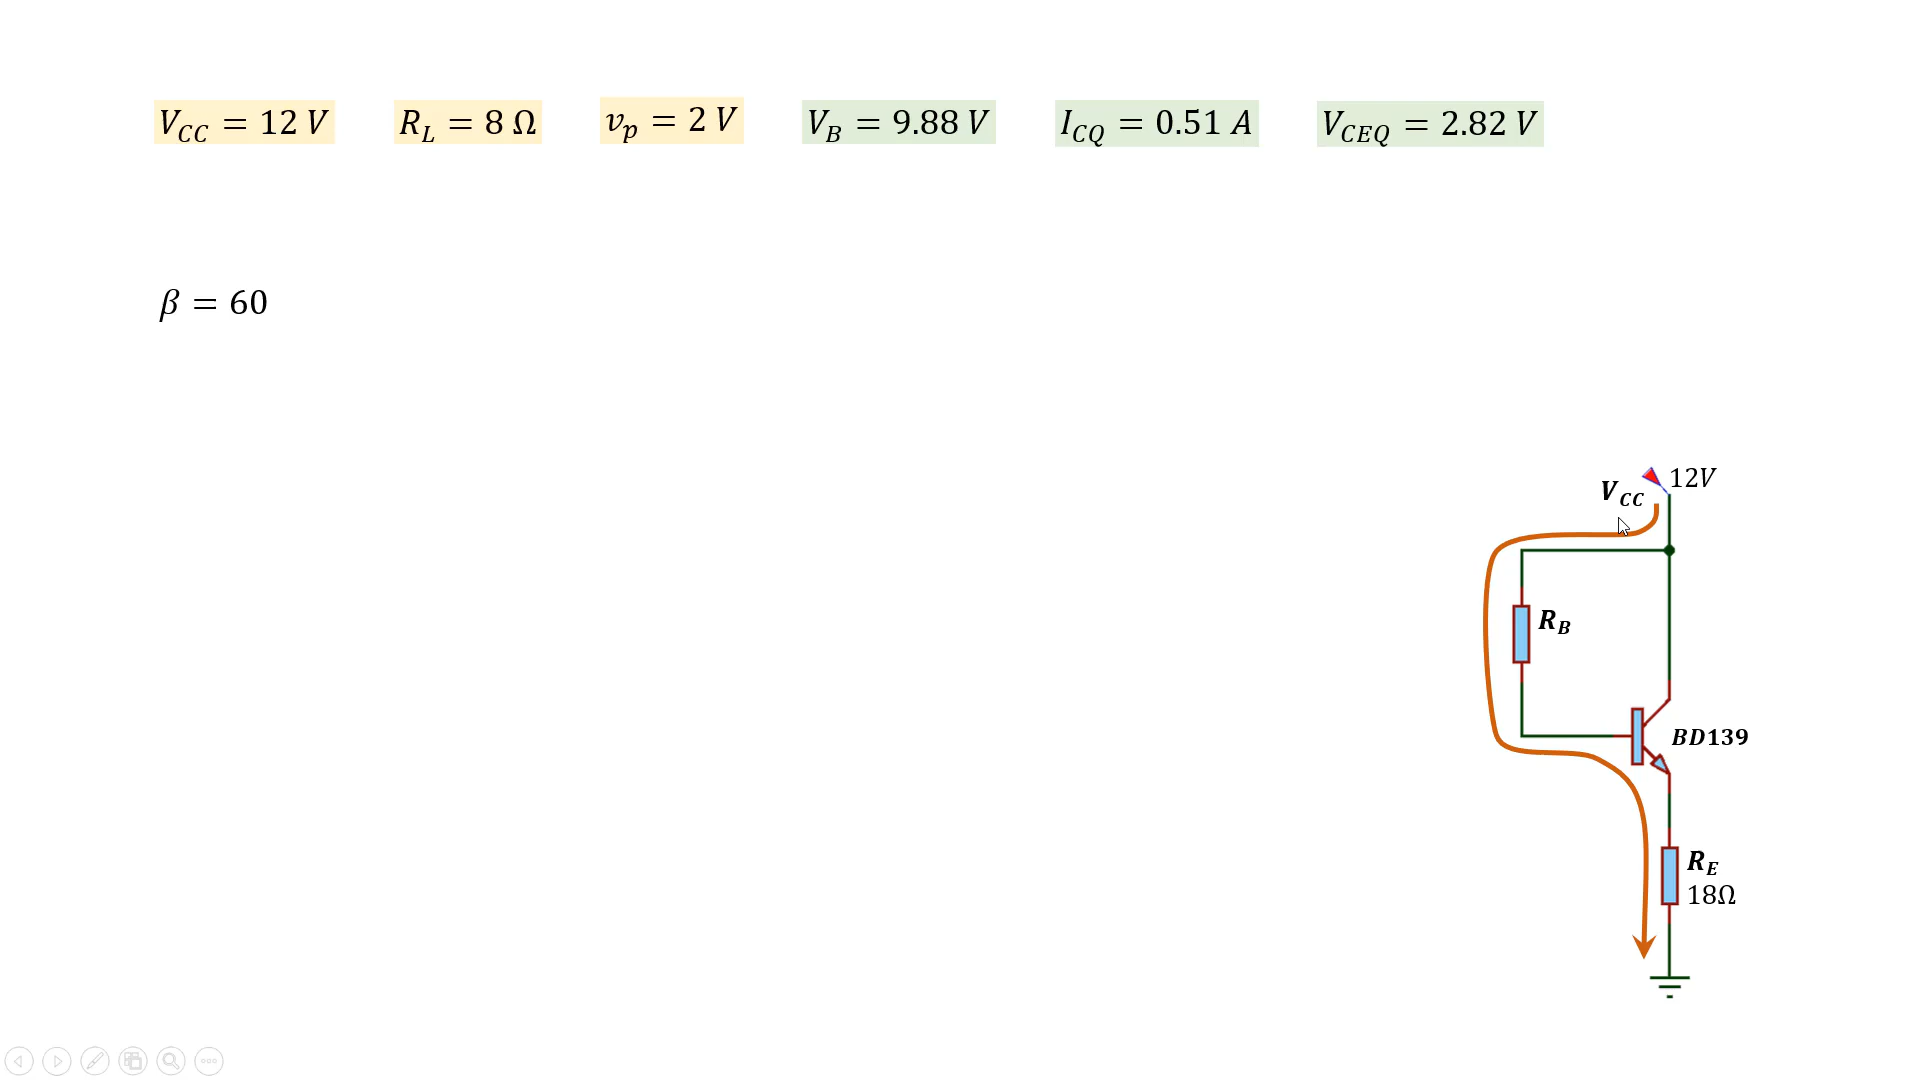 V_CC = 12 V R_L = 8 Ω v_p = 2 V V_B = 9.88 V I_CQ = 0.51 A V_CEQ = 2.82 V
β = 60
12V
V_CC
R_B
BD139
R_E
18Ω